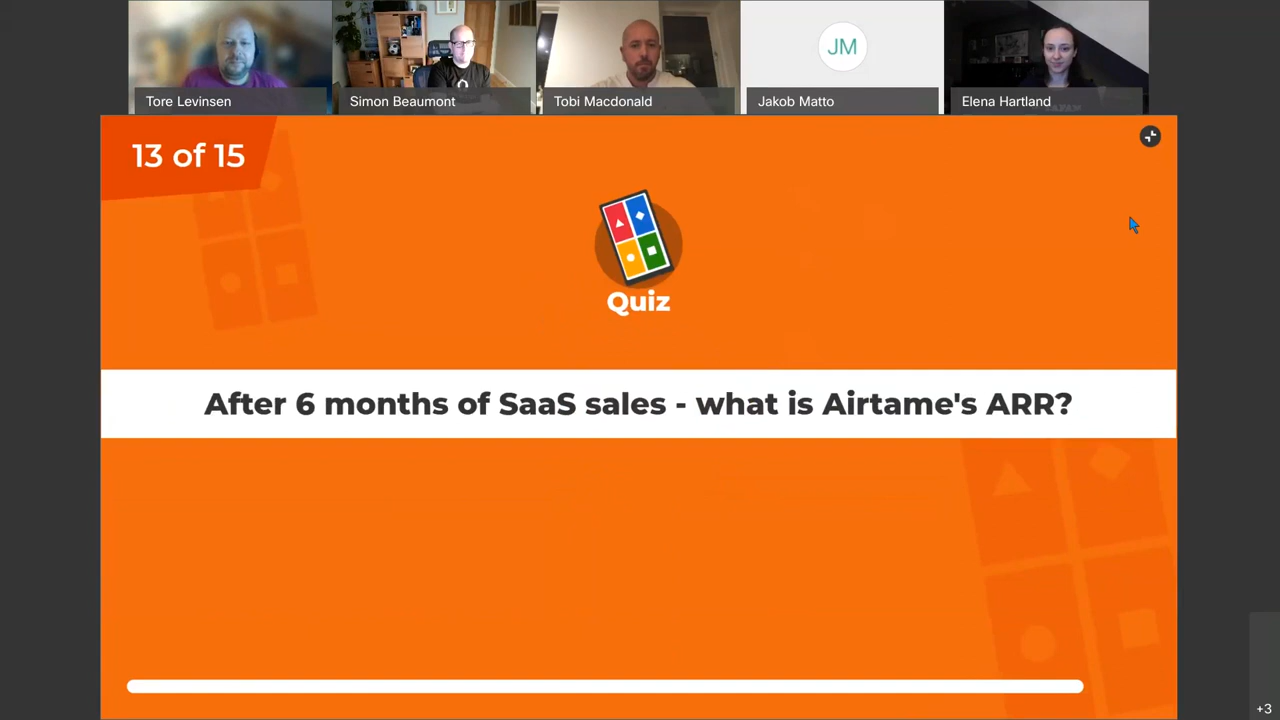 Tore Levinsen
Simon Beaumont
Tobi Macdonald
JM
Jakob Matto
Elena Hartland
13 of 15
Quiz
After 6 months of SaaS sales - what is Airtame's ARR?
+3